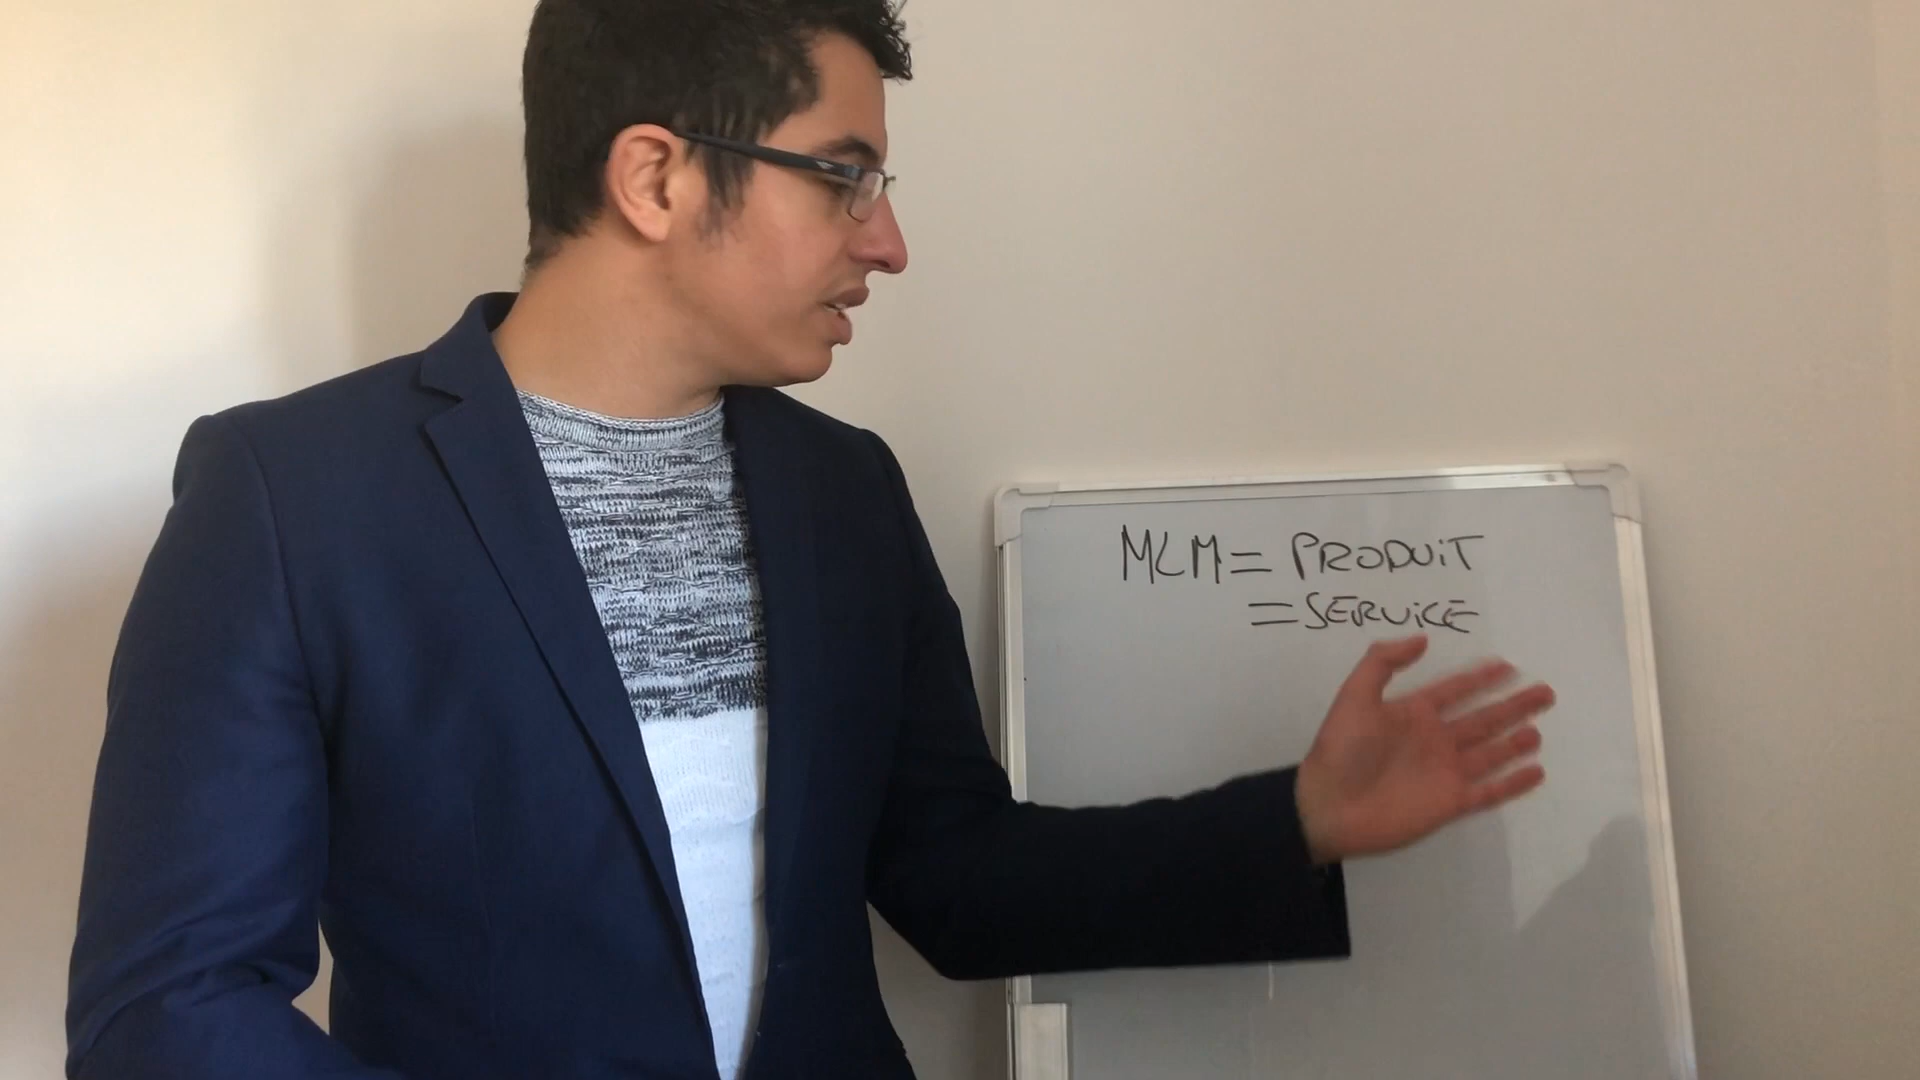 MLM = PRODUIT
= SERVICE